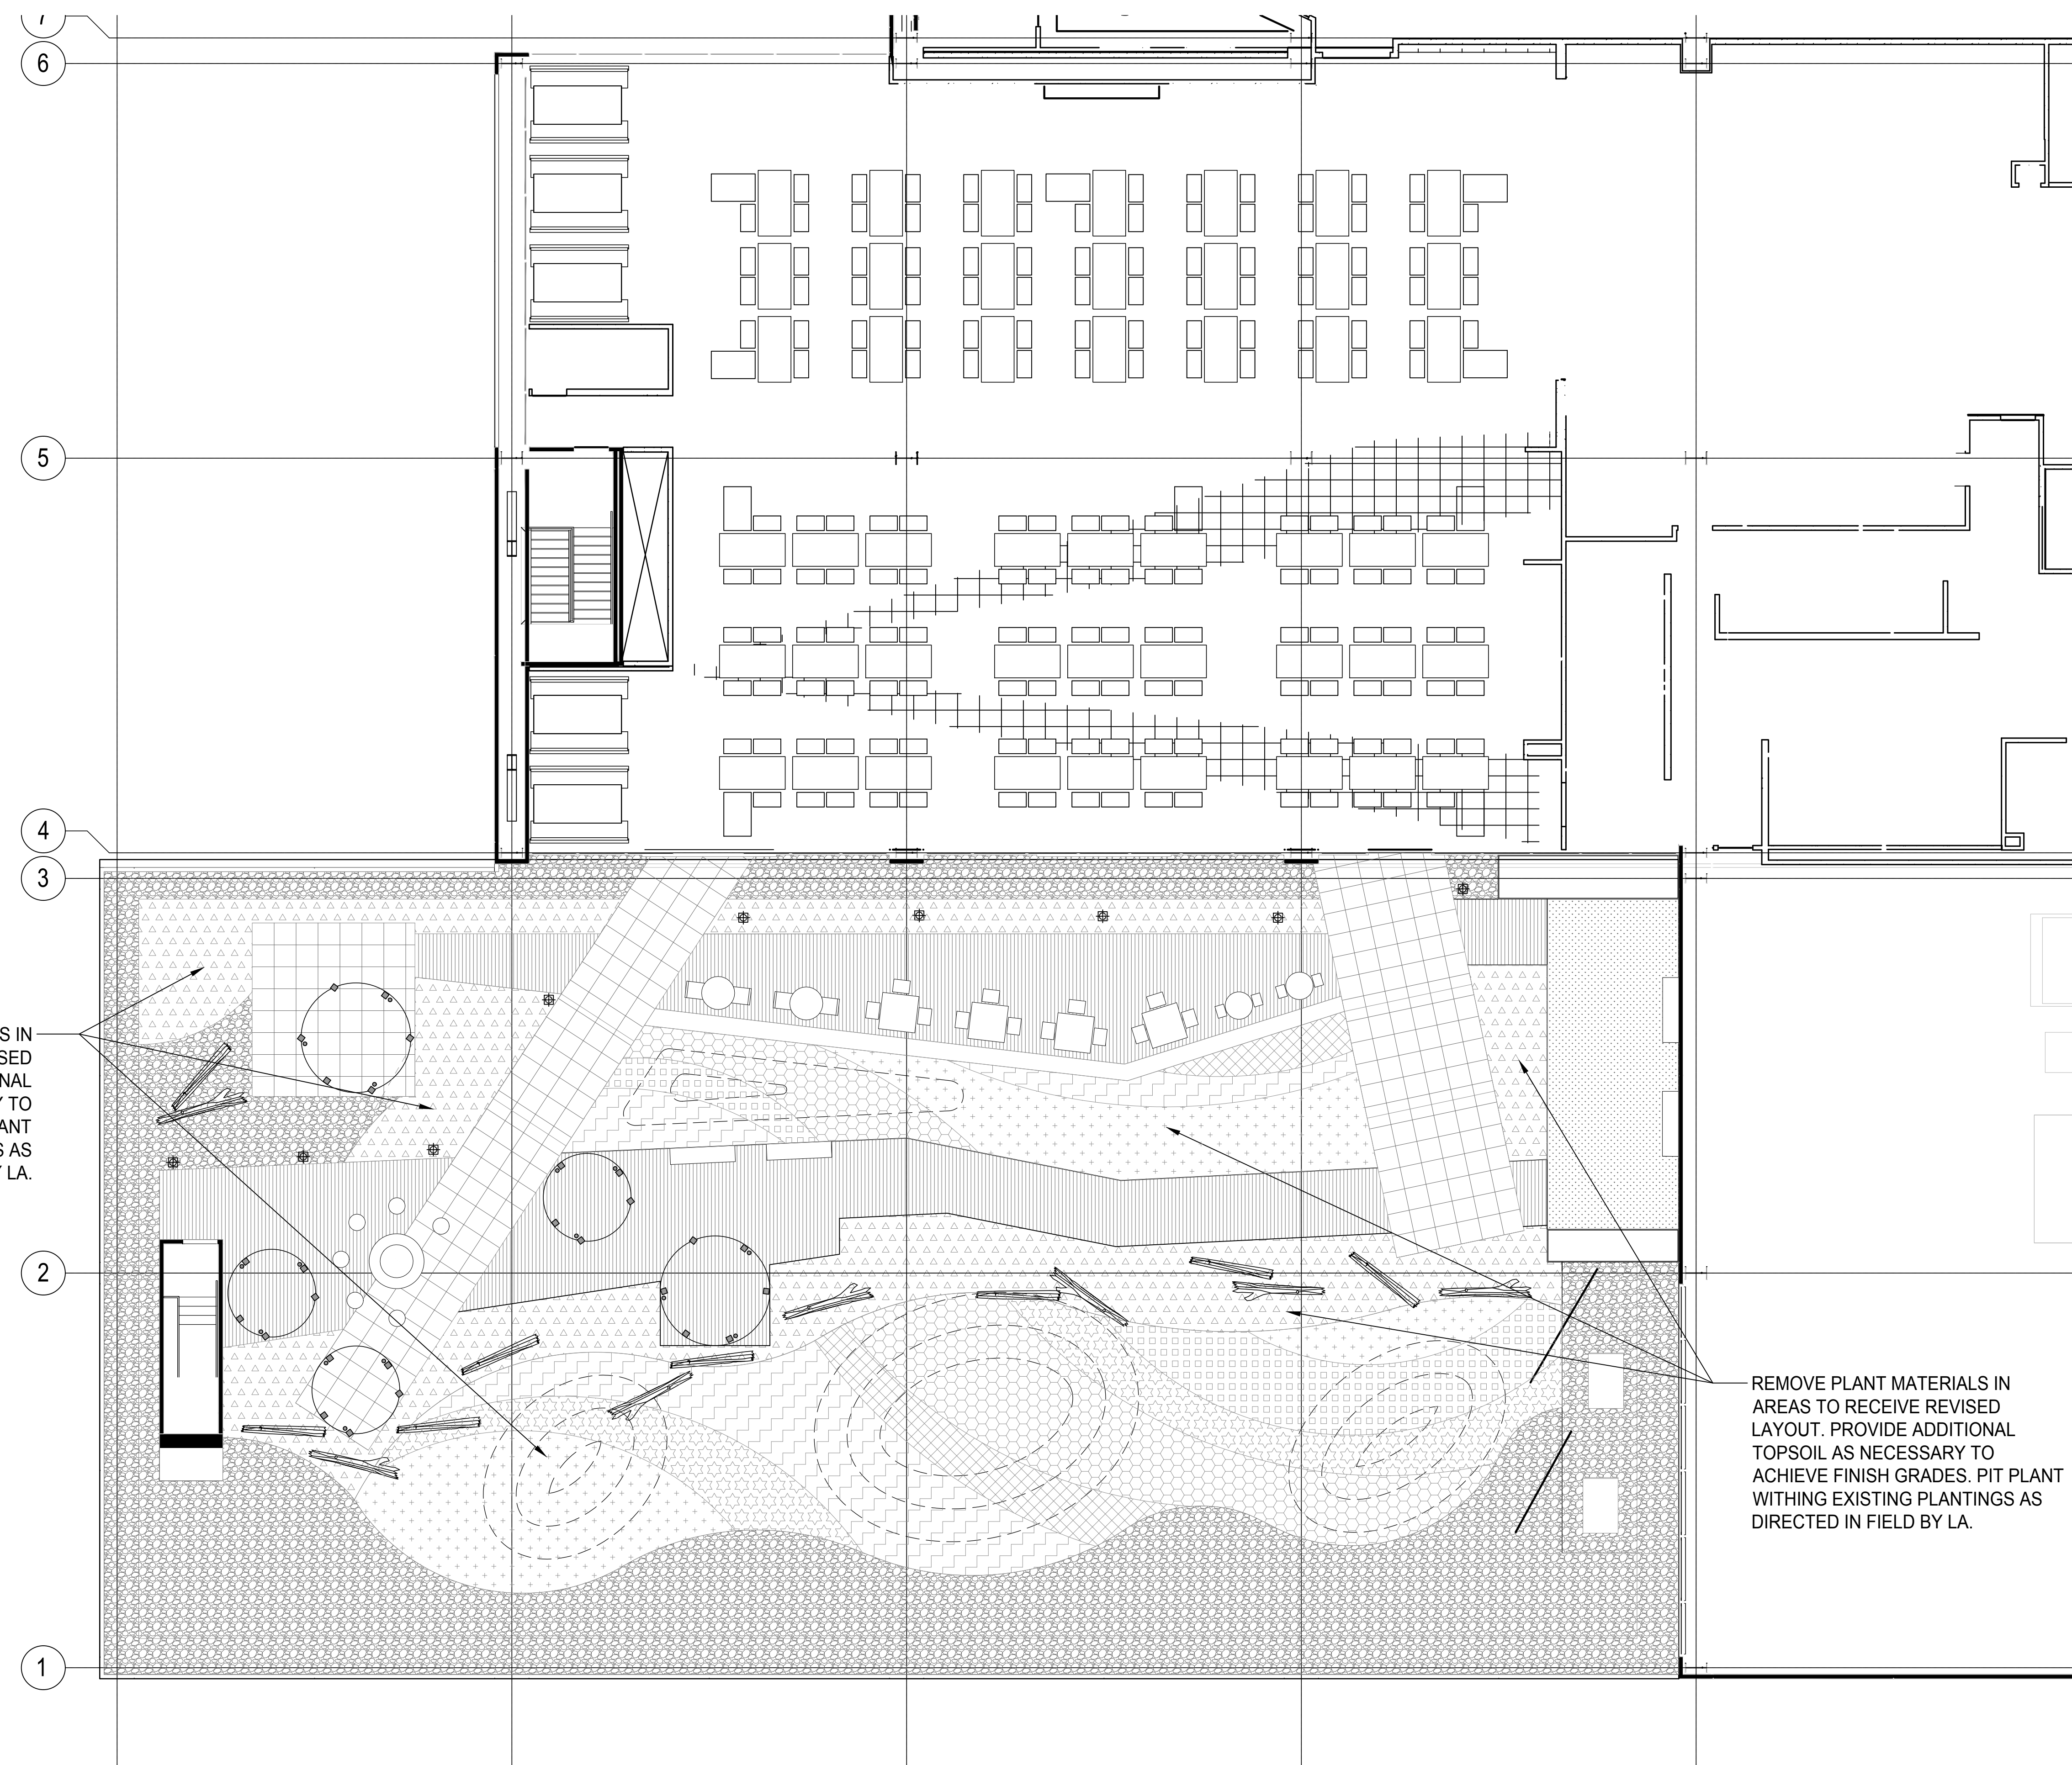 7
6
5
4
3
S IN
SED
NAL
Y TO
ANT
S AS
Y LA.
2
REMOVE PLANT MATERIALS IN
AREAS TO RECEIVE REVISED
LAYOUT. PROVIDE ADDITIONAL
TOPSOIL AS NECESSARY TO
ACHIEVE FINISH GRADES. PIT PLANT
WITHING EXISTING PLANTINGS AS
DIRECTED IN FIELD BY LA.
1